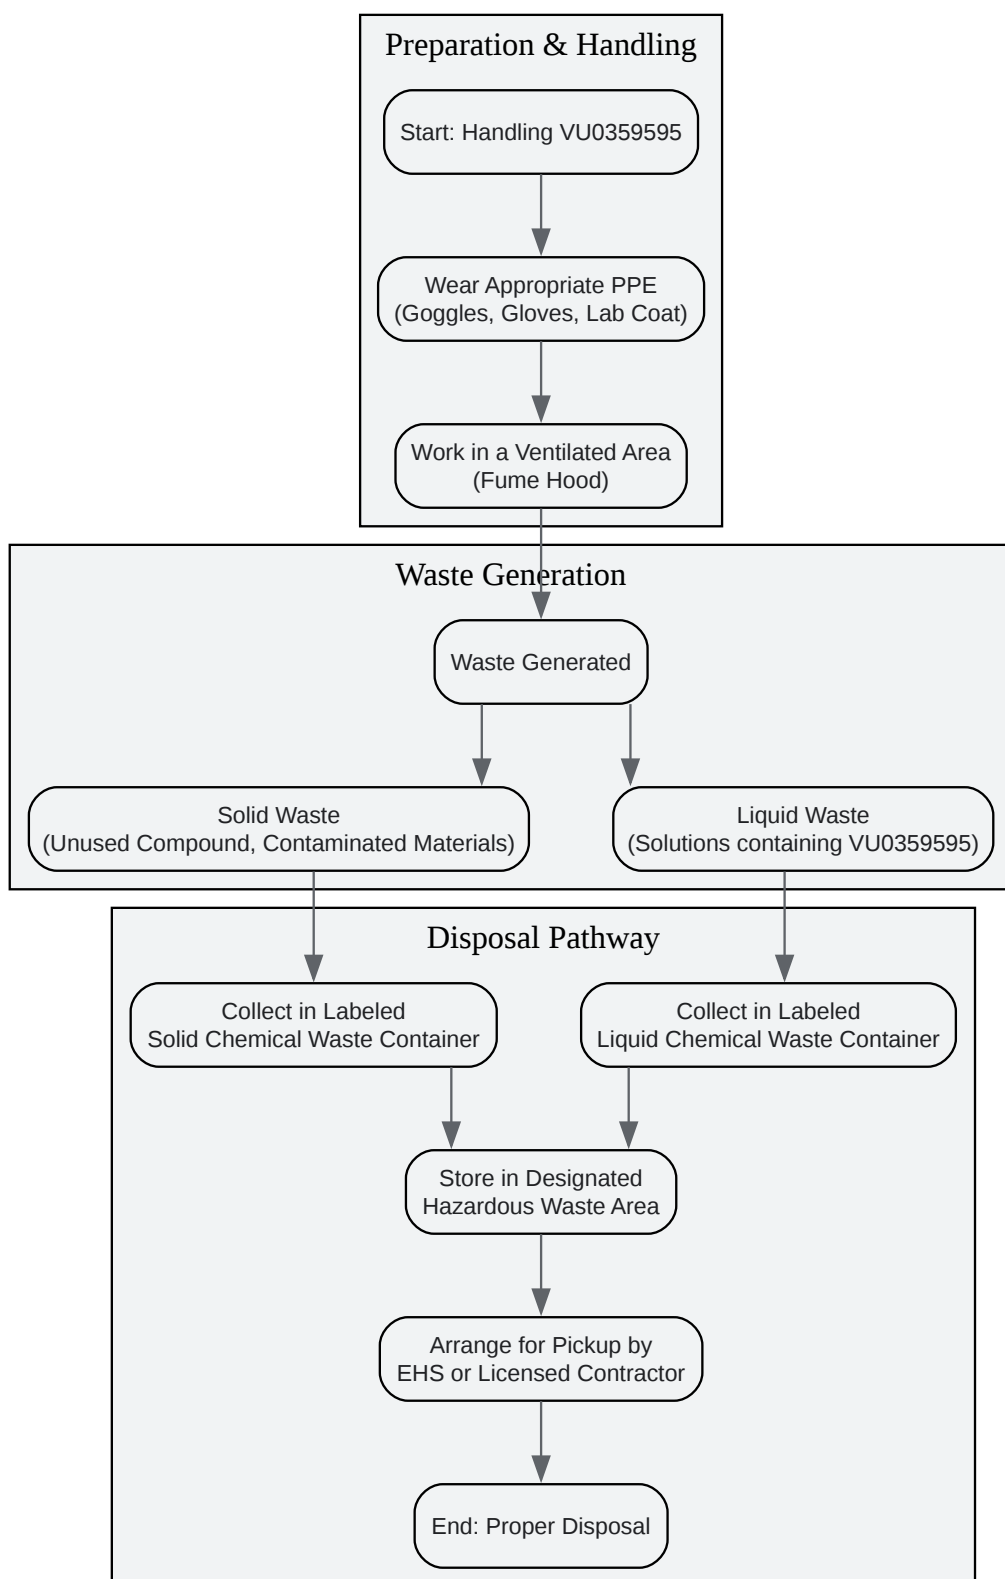 Preparation & Handling
Start: Handling VU0359595
Wear Appropriate PPE
(Goggles, Gloves, Lab Coat)
Work in a Ventilated Area
(Fume Hood)
Waste Generation
Waste Generated
Solid Waste
(Unused Compound, Contaminated Materials)
Liquid Waste
(Solutions containing VU0359595)
Disposal Pathway
Collect in Labeled
Solid Chemical Waste Container
Collect in Labeled
Liquid Chemical Waste Container
Store in Designated
Hazardous Waste Area
Arrange for Pickup by
EHS or Licensed Contractor
End: Proper Disposal